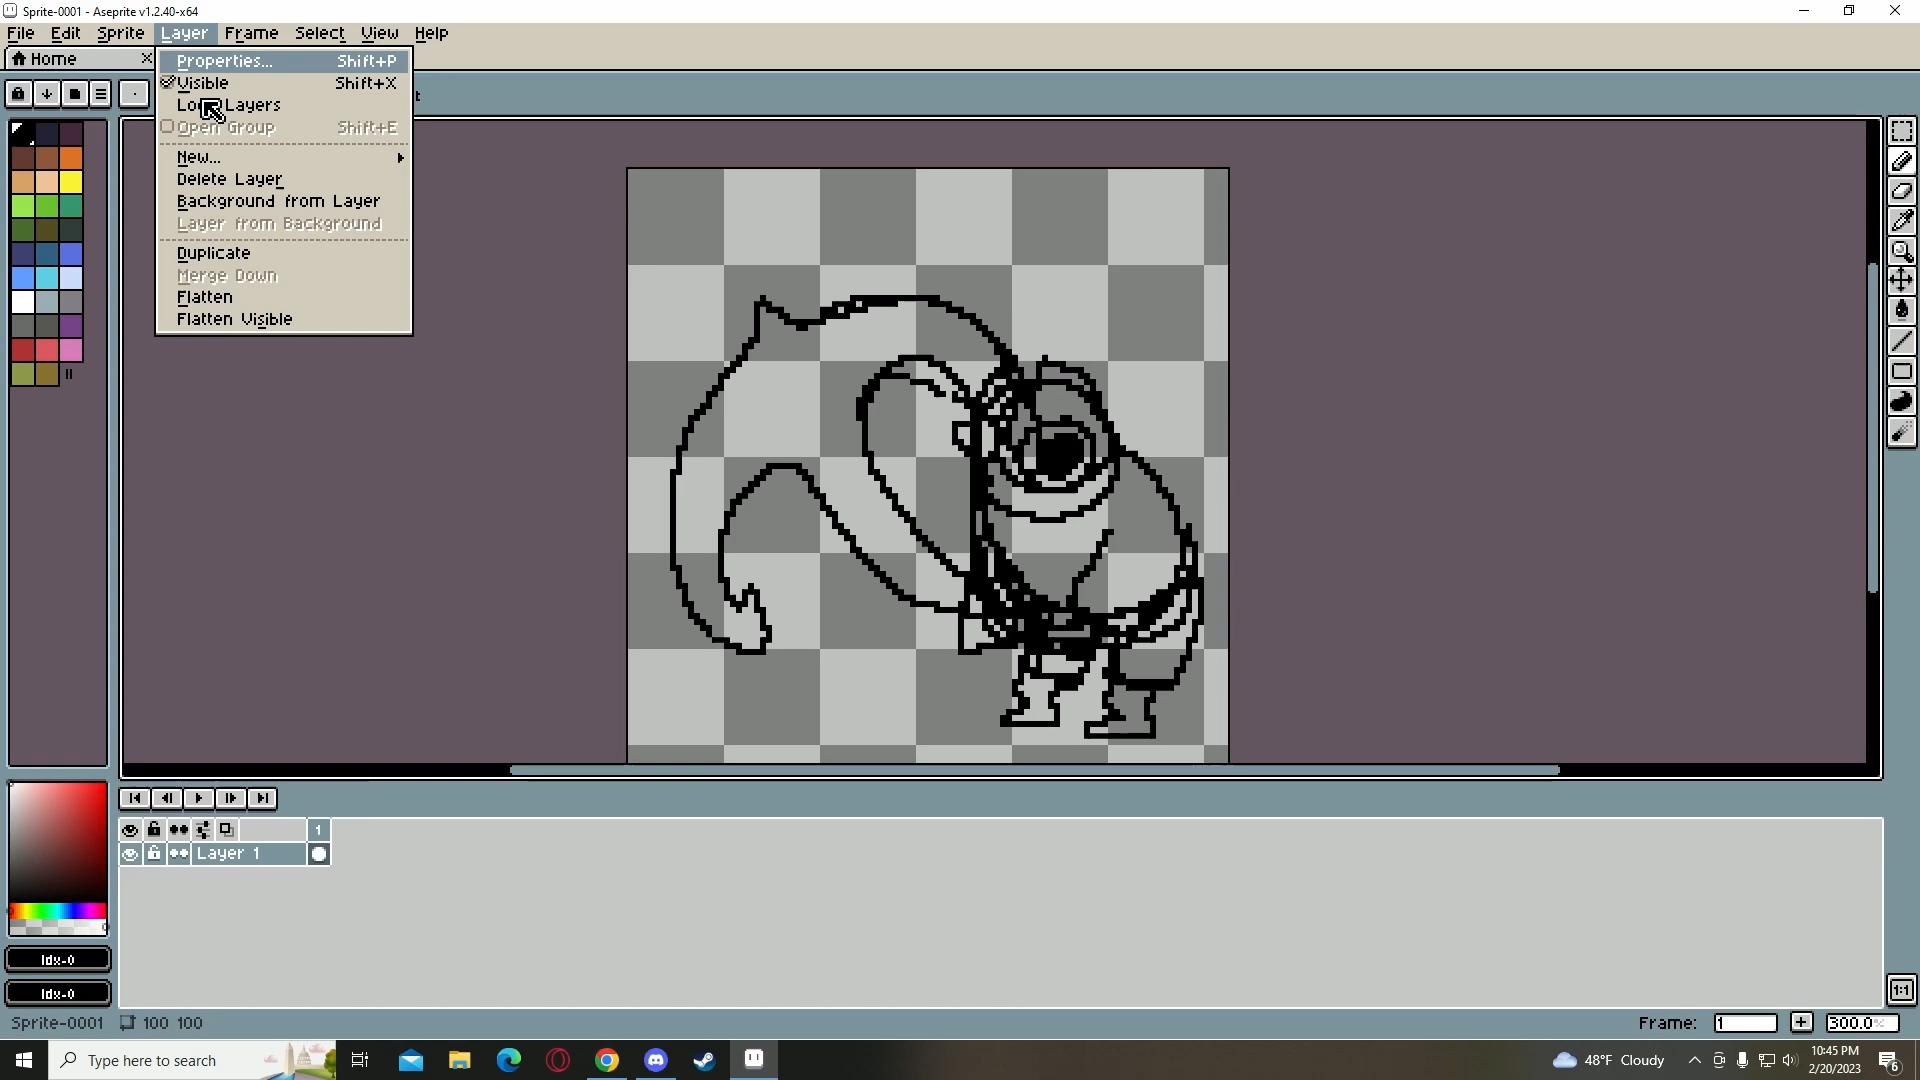 Sprite-0001 - Aseprite v1.2.40-x64
File Edit Sprite Layer Frame Select View Help
Home
Properties... Shift+P
Visible Shift+X
Layers
Open Group Shift+E
New...
Delete Layer
Background from Layer
Layer from Background
Duplicate
Merge Down
Flatten
Flatten Visible
1
Layer 1
Idx-0
Idx-0
1:1
Sprite-0001 100 100
Frame: 1 + 300.0
Type here to search
48°F Cloudy
10:45 PM
2/20/2023
6